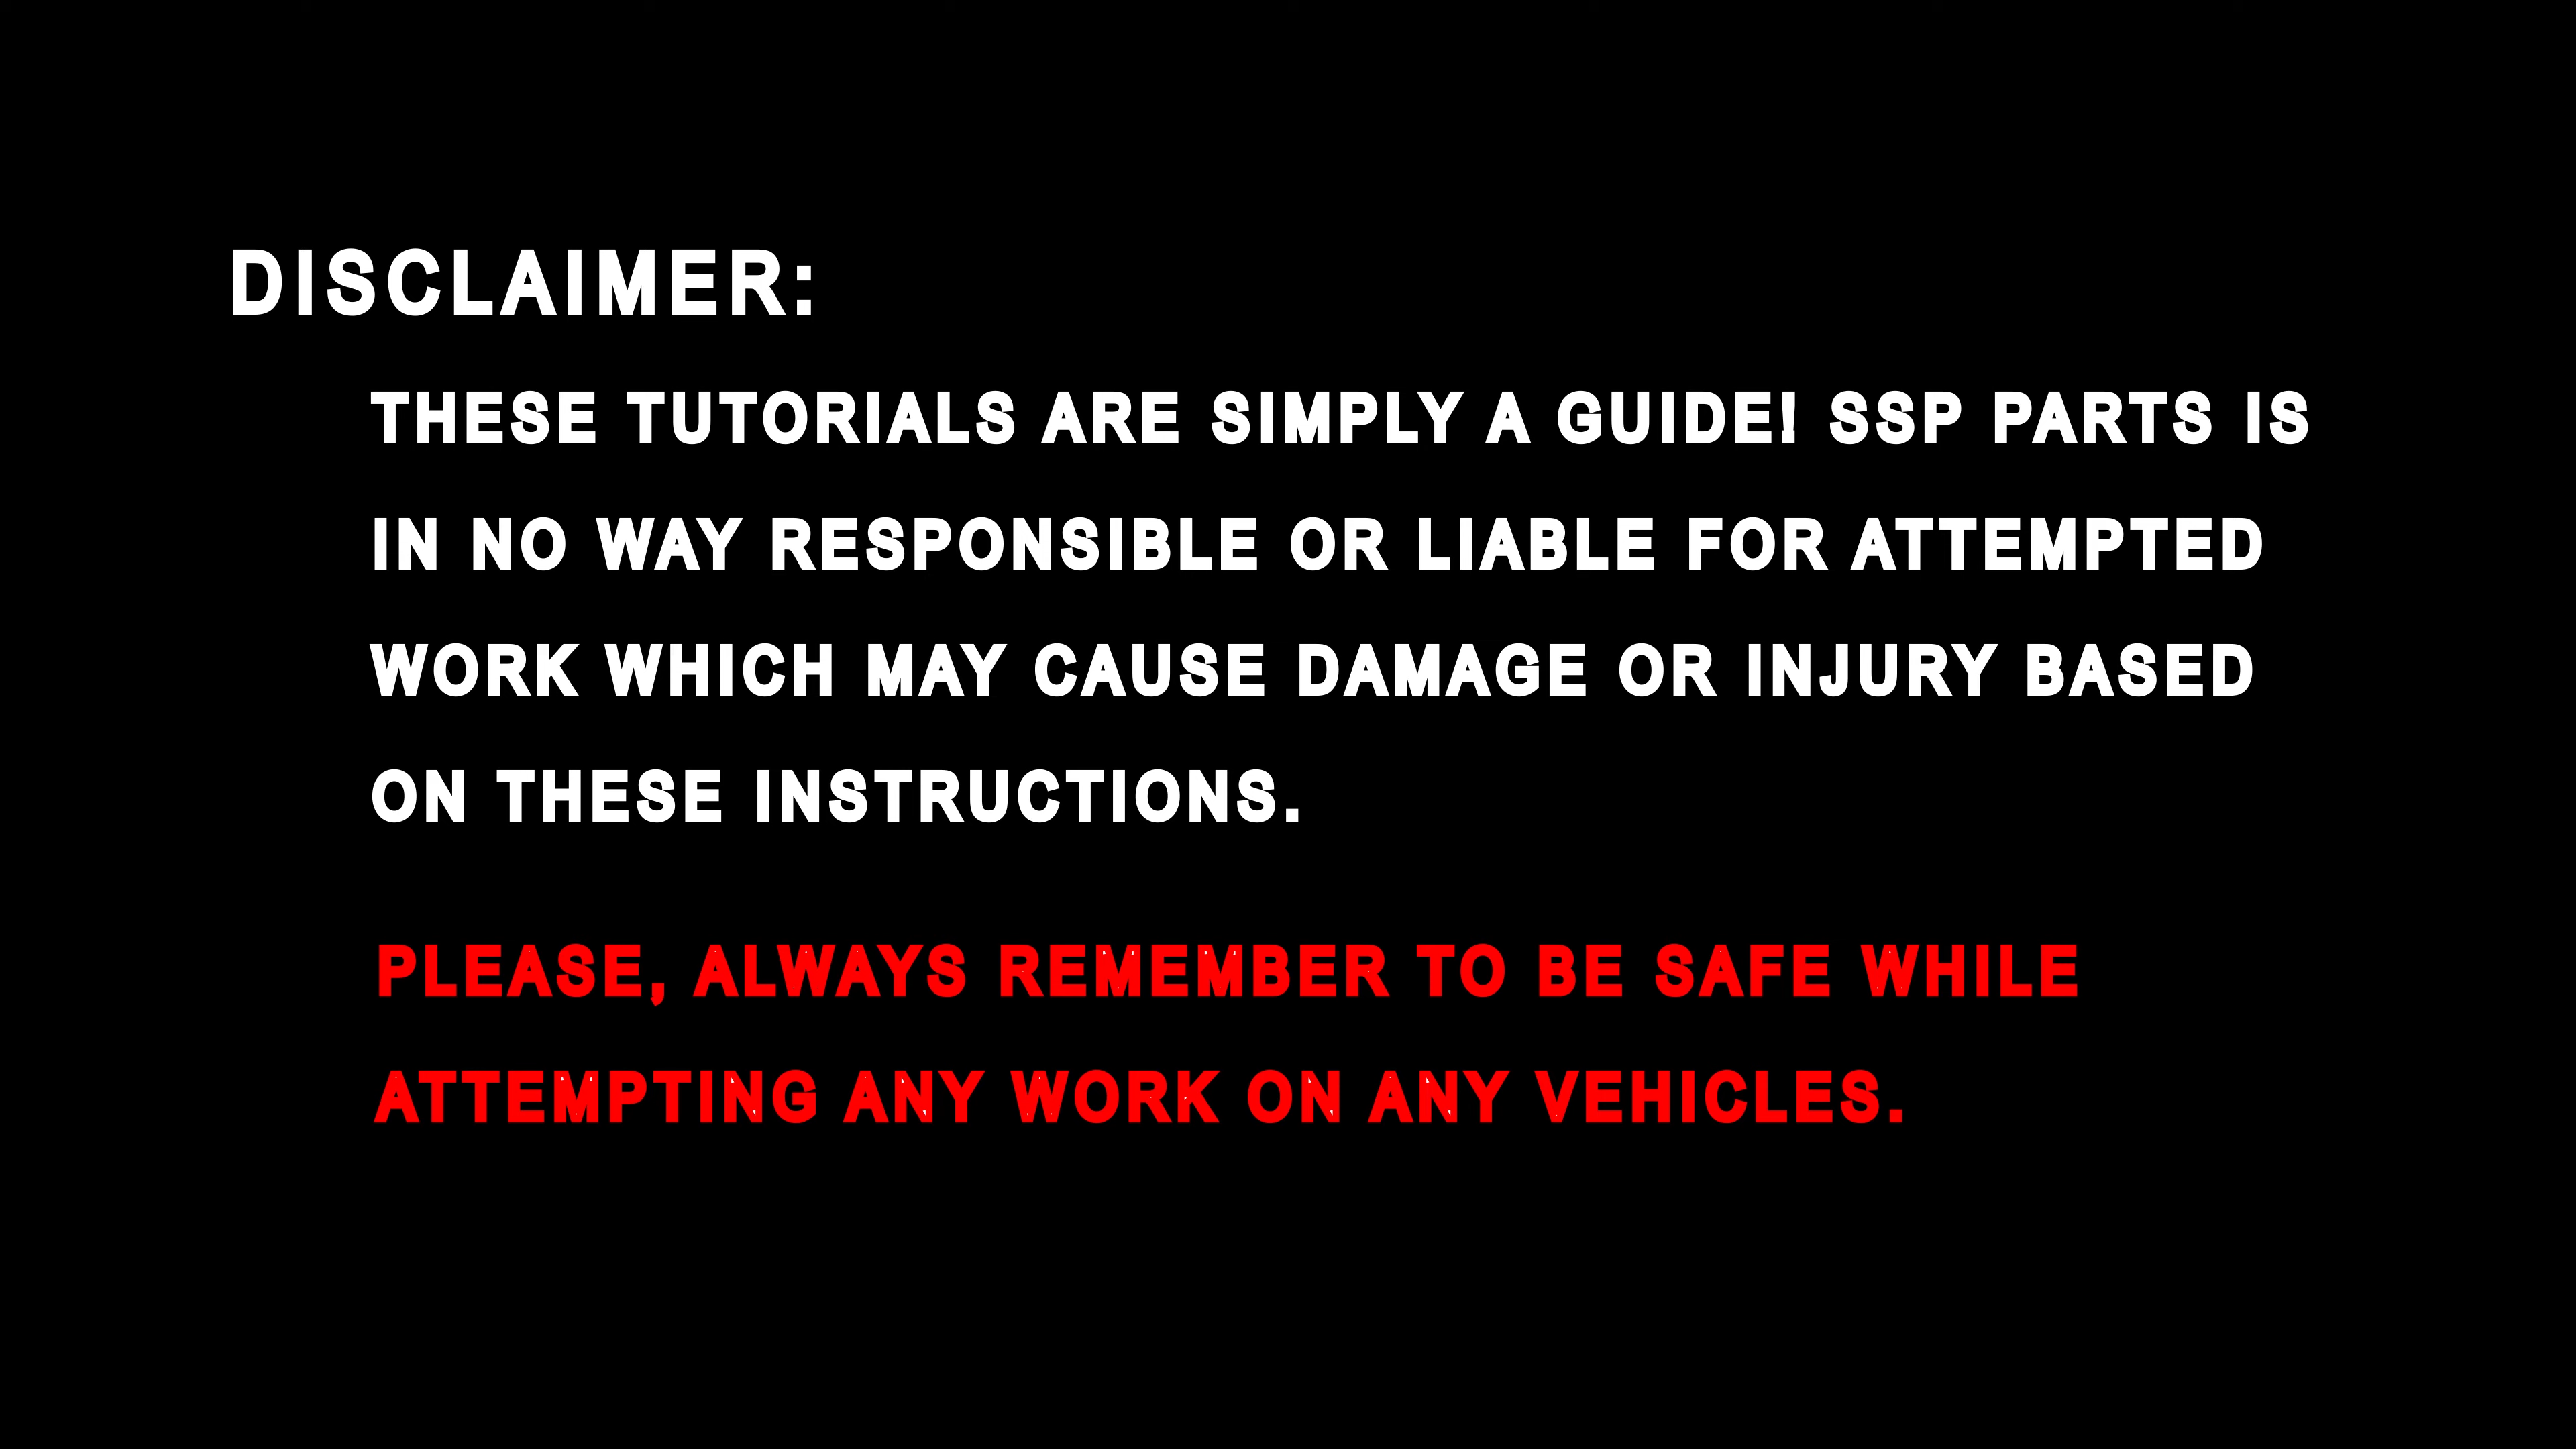 DISCLAIMER:
THESE TUTORIALS ARE SIMPLY A GUIDE! SSP PARTS IS
IN NO WAY RESPONSIBLE OR LIABLE FOR ATTEMPTED
WORK WHICH MAY CAUSE DAMAGE OR INJURY BASED
ON THESE INSTRUCTIONS.
PLEASE, ALWAYS REMEMBER TO BE SAFE WHILE
ATTEMPTING ANY WORK ON ANY VEHICLES.